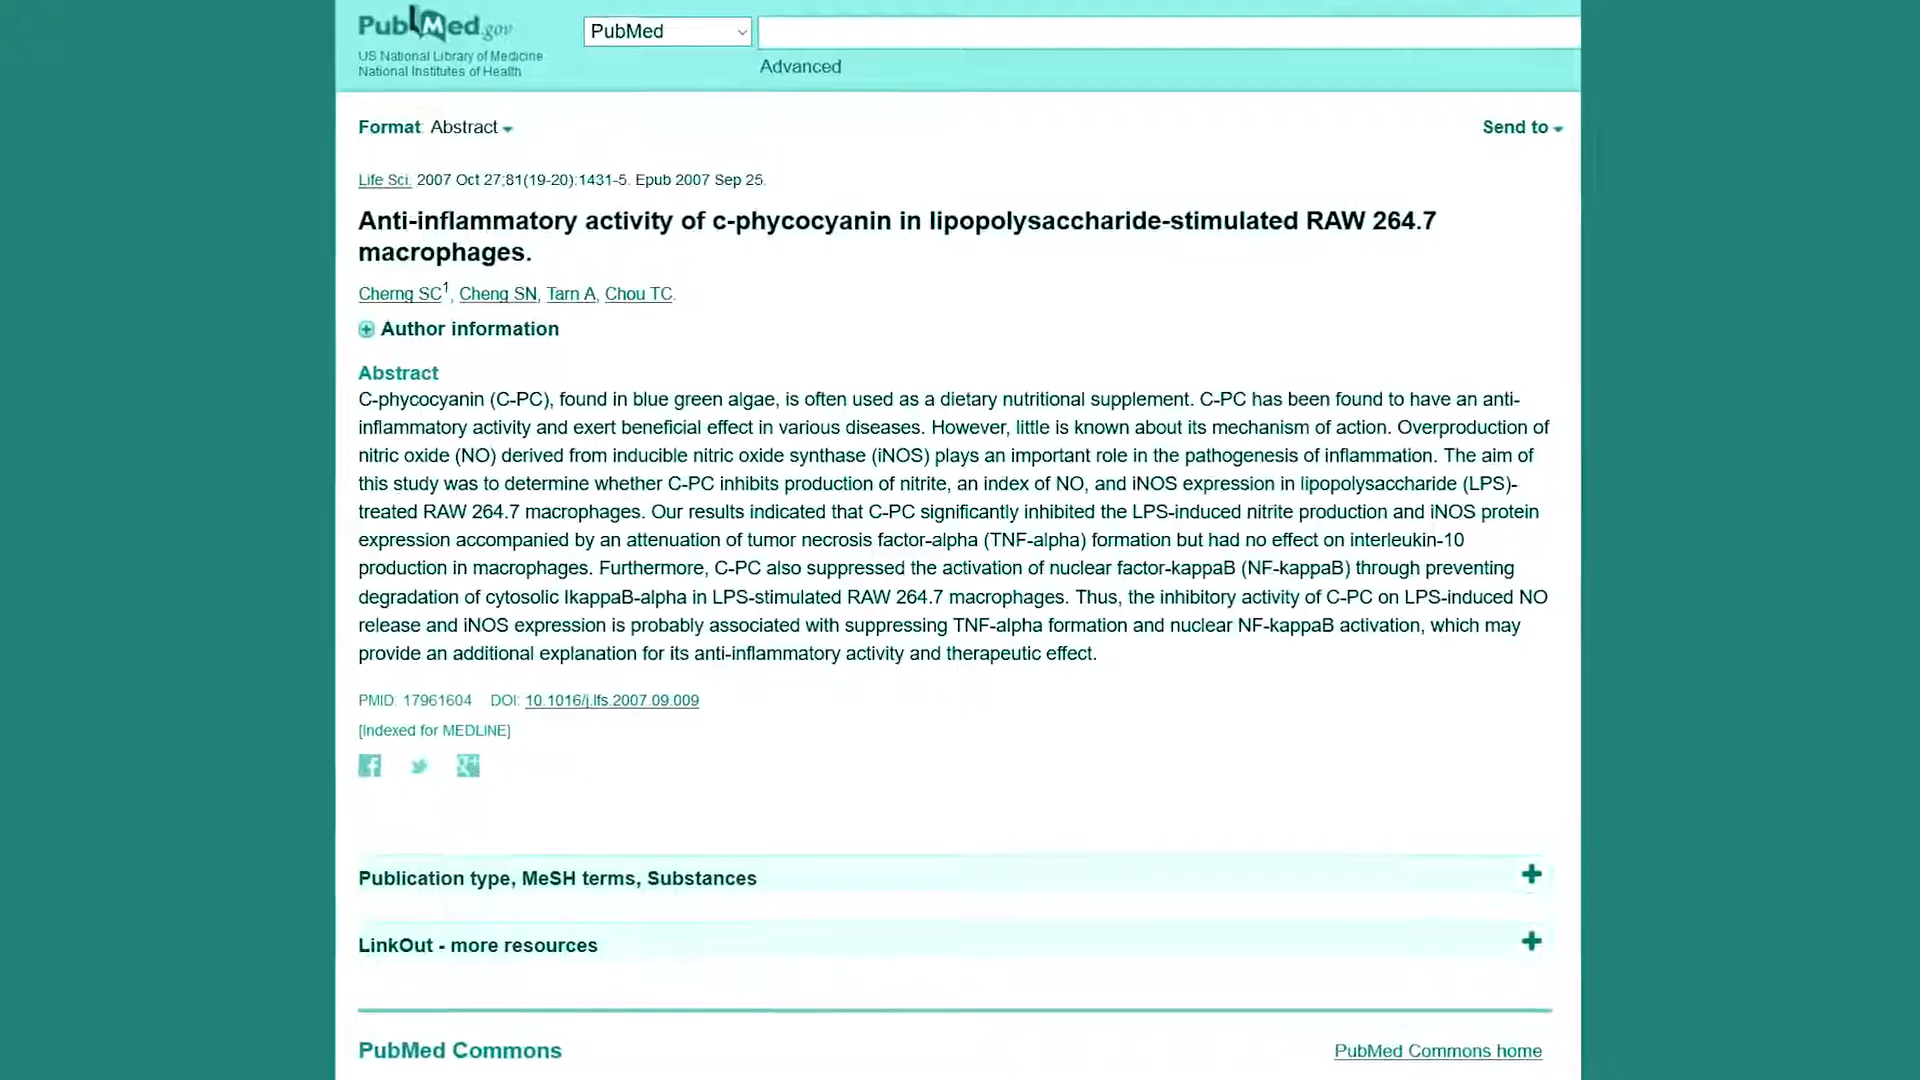 PubMed.gov
US National Library of Medicine
National Institutes of Health
PubMed
Advanced
Format: Abstract
Send to
Life Sci. 2007 Oct 27;81(19-20):1431-5. Epub 2007 Sep 25.
Anti-inflammatory activity of c-phycocyanin in lipopolysaccharide-stimulated RAW 264.7
macrophages.
Cherng SC1, Cheng SN, Tarn A, Chou TC.
Author information
Abstract
C-phycocyanin (C-PC), found in blue green algae, is often used as a dietary nutritional supplement. C-PC has been found to have an anti-
inflammatory activity and exert beneficial effect in various diseases. However, little is known about its mechanism of action. Overproduction of
nitric oxide (NO) derived from inducible nitric oxide synthase (iNOS) plays an important role in the pathogenesis of inflammation. The aim of
this study was to determine whether C-PC inhibits production of nitrite, an index of NO, and iNOS expression in lipopolysaccharide (LPS)-
treated RAW 264.7 macrophages. Our results indicated that C-PC significantly inhibited the LPS-induced nitrite production and iNOS protein
expression accompanied by an attenuation of tumor necrosis factor-alpha (TNF-alpha) formation but had no effect on interleukin-10
production in macrophages. Furthermore, C-PC also suppressed the activation of nuclear factor-kappaB (NF-kappaB) through preventing
degradation of cytosolic IkappaB-alpha in LPS-stimulated RAW 264.7 macrophages. Thus, the inhibitory activity of C-PC on LPS-induced NO
release and iNOS expression is probably associated with suppressing TNF-alpha formation and nuclear NF-kappaB activation, which may
provide an additional explanation for its anti-inflammatory activity and therapeutic effect.
PMID: 17961604 DOI: 10.1016/j.lfs.2007.09.009
[Indexed for MEDLINE]
Publication type, MeSH terms, Substances
LinkOut - more resources
PubMed Commons
PubMed Commons home